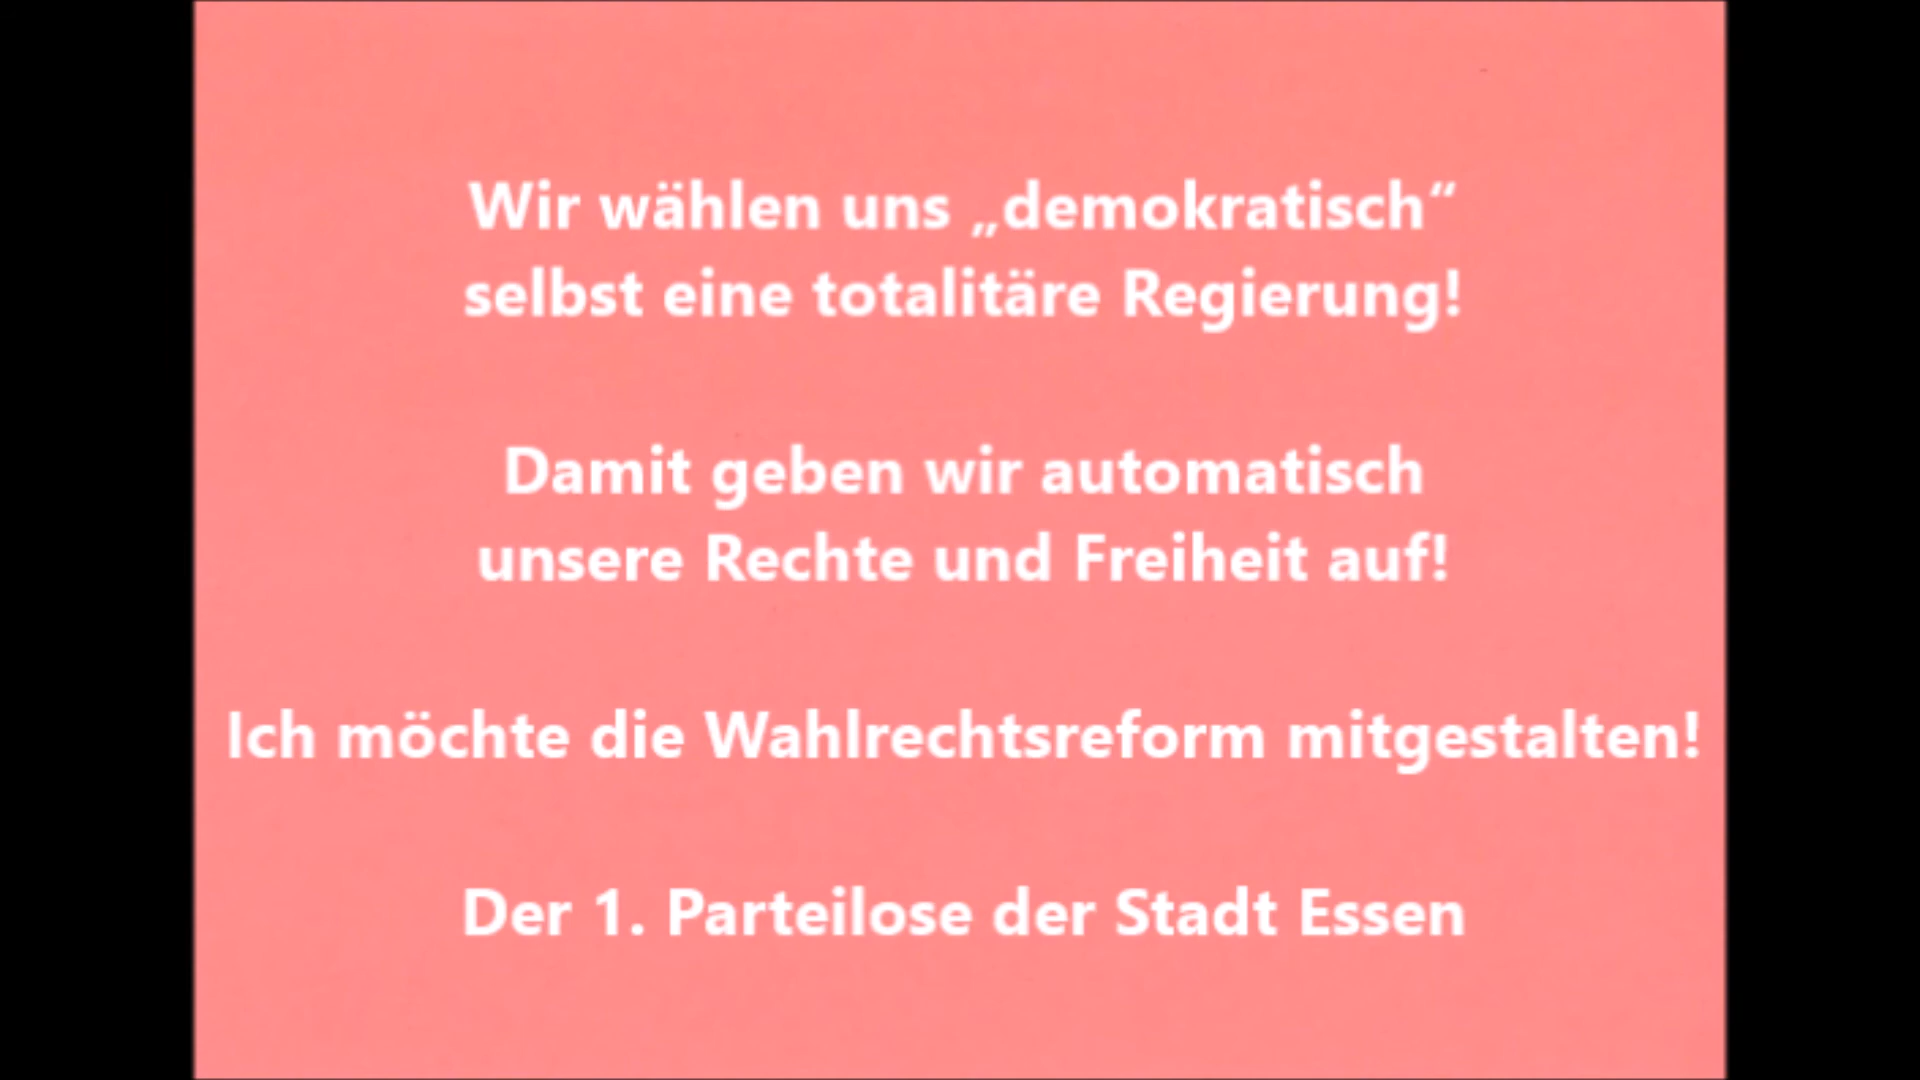 Wir wählen uns „demokratisch“
selbst eine totalitäre Regierung!
Damit geben wir automatisch
unsere Rechte und Freiheit auf!
Ich möchte die Wahlrechtsreform mitgestalten!
Der 1. Parteilose der Stadt Essen